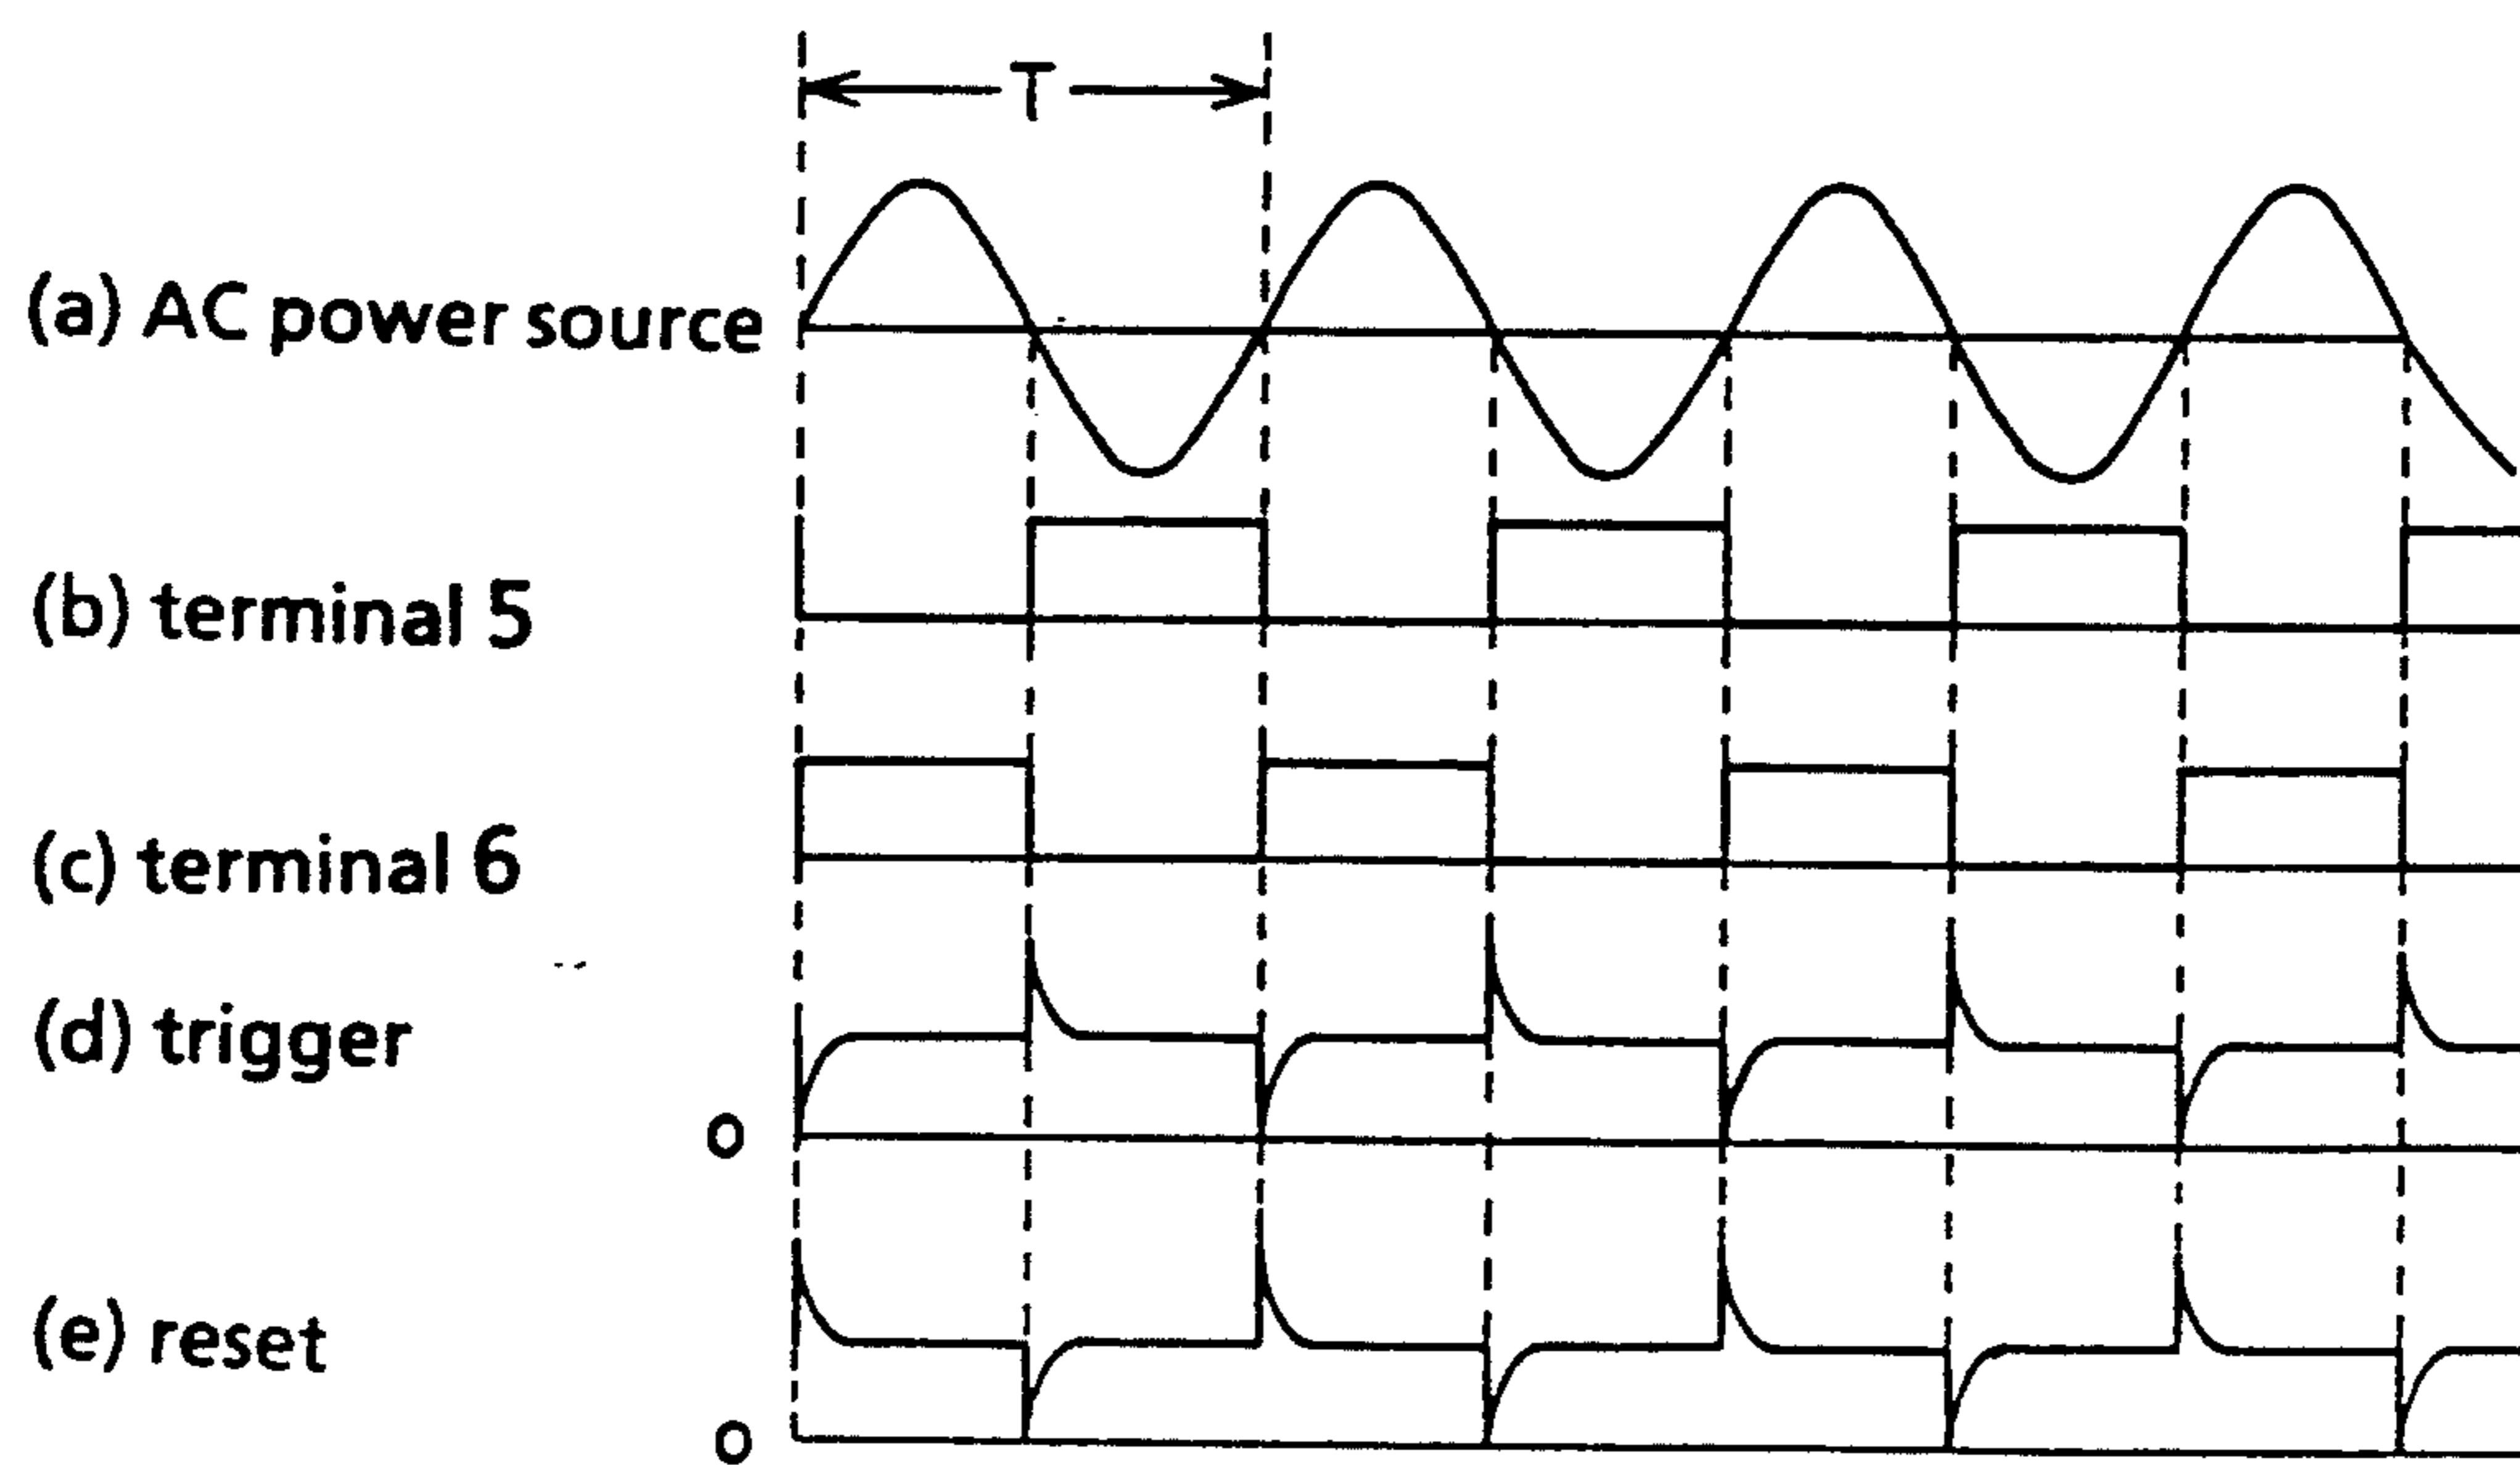 T
(a) AC power source
(b) terminal 5
(c) terminal 6
(d) trigger
0
(e) reset
0